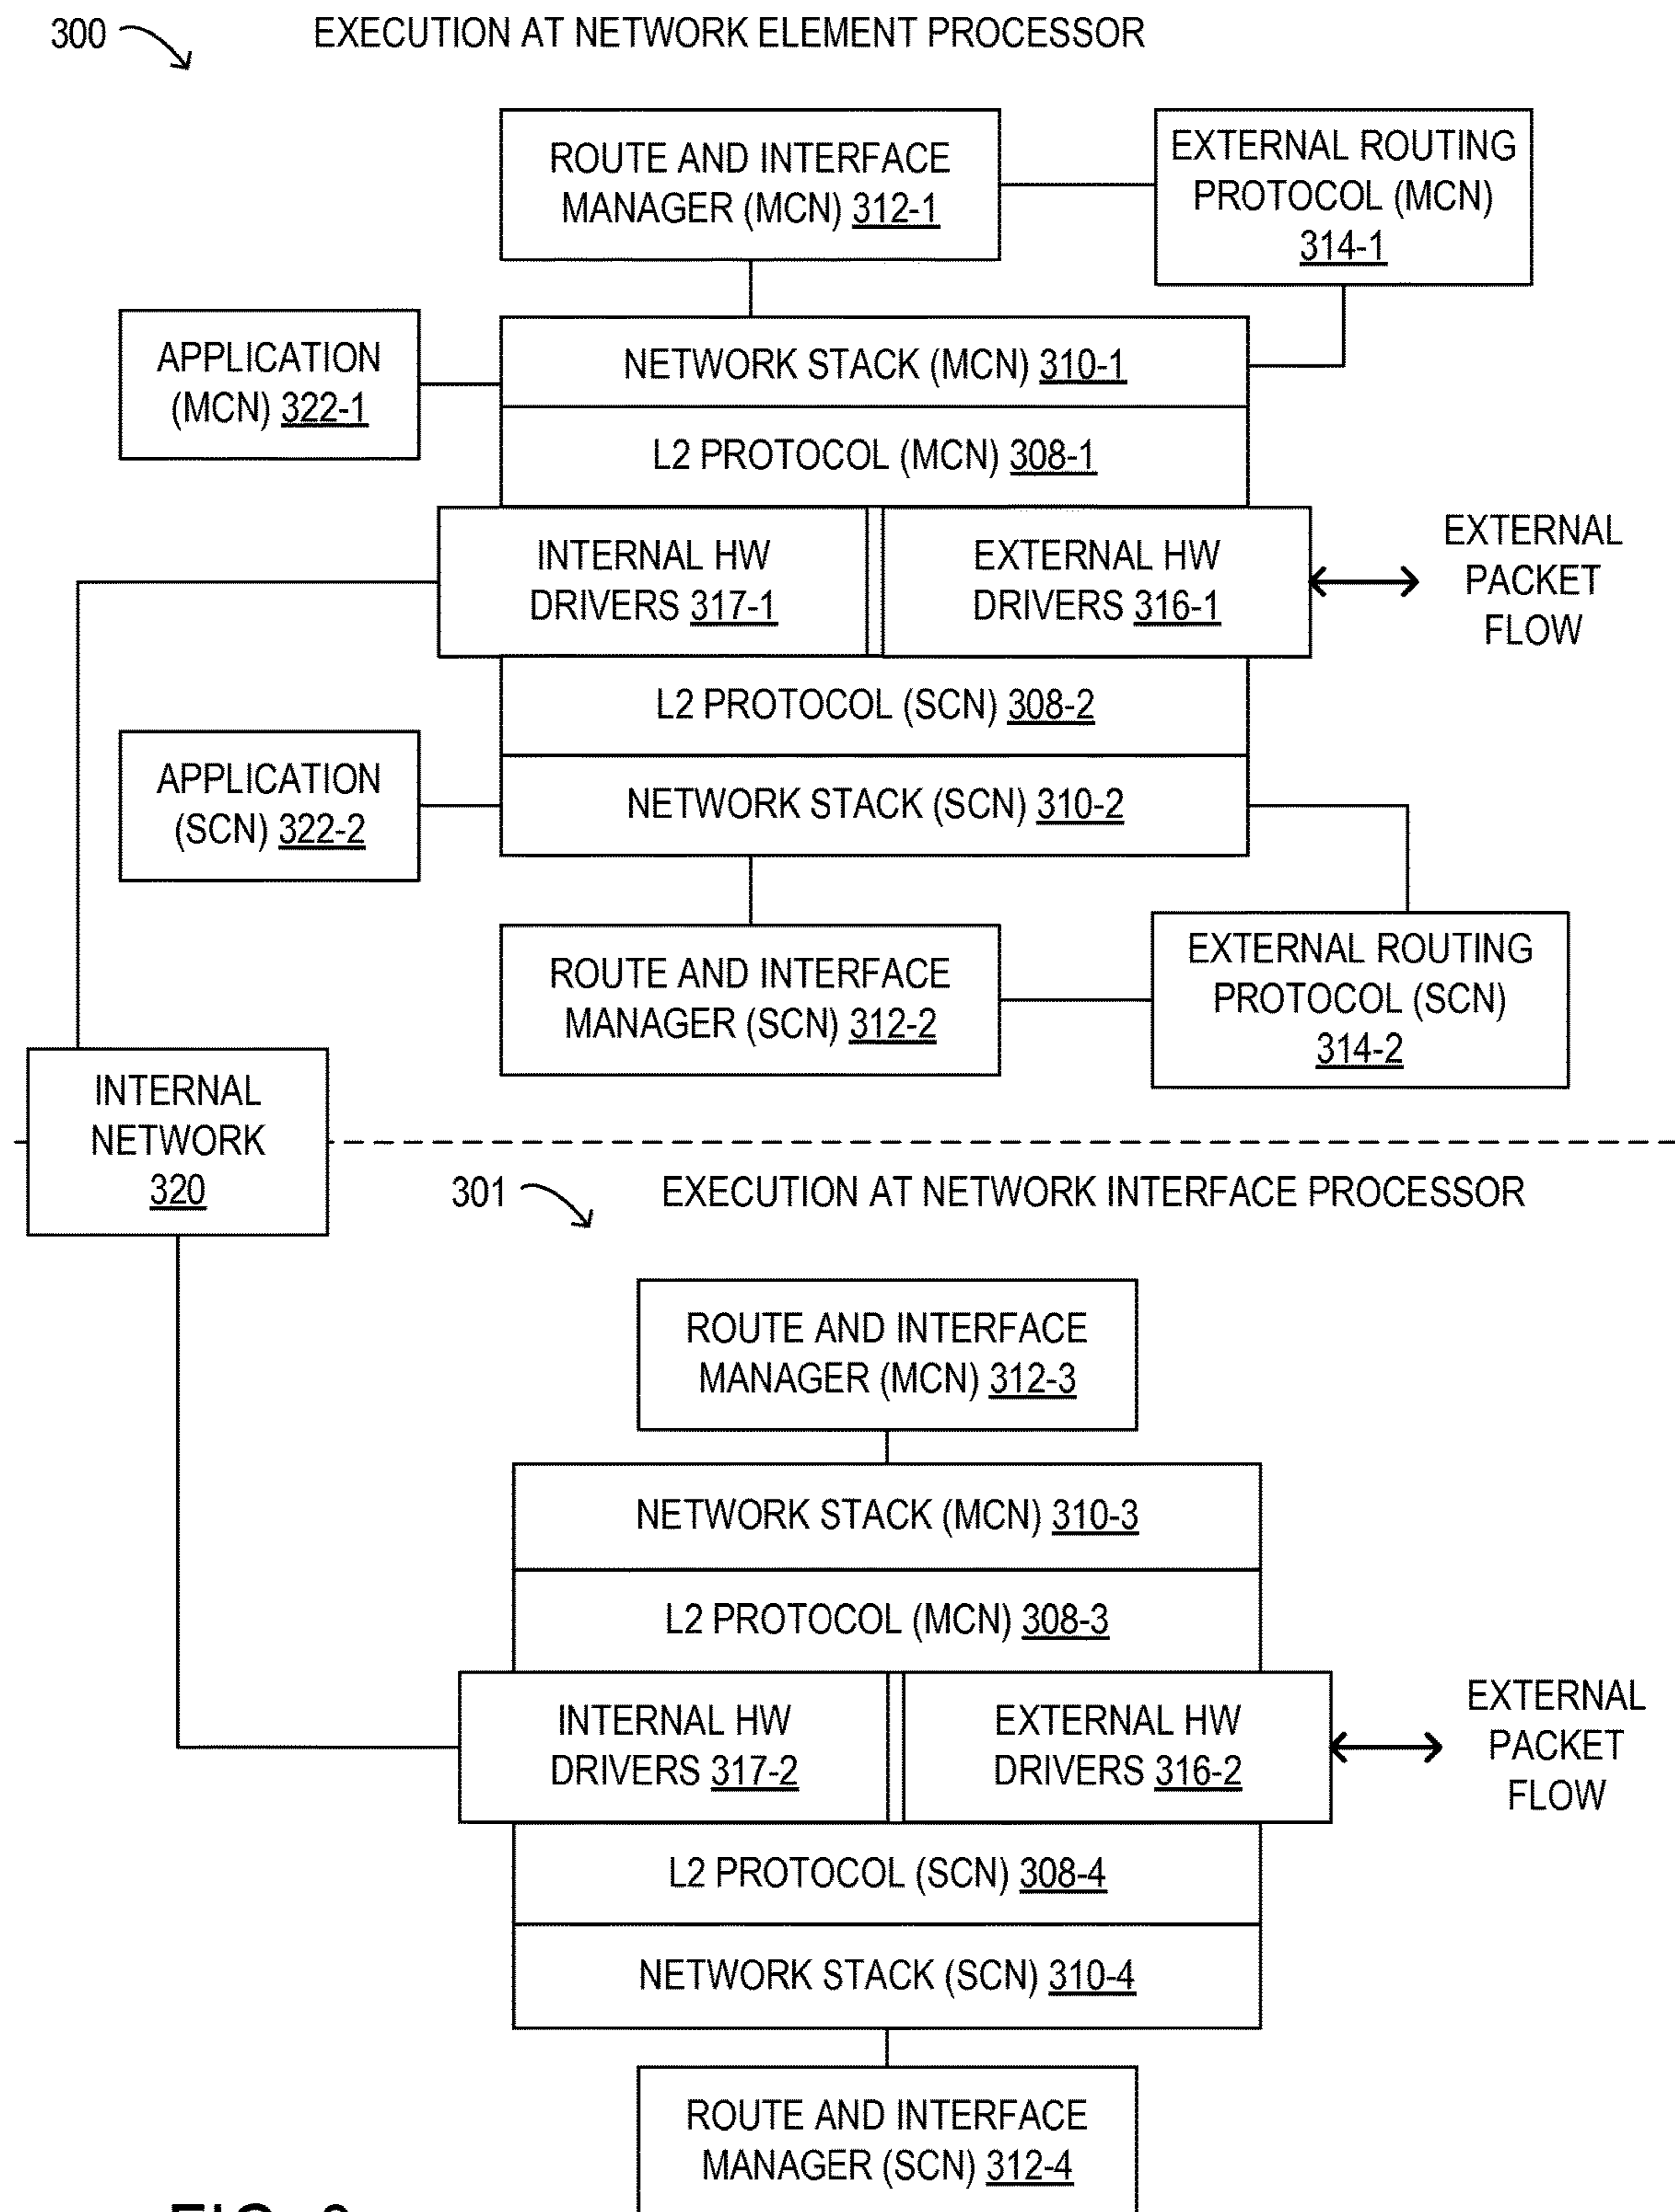 300
EXECUTION AT NETWORK ELEMENT PROCESSOR
ROUTE AND INTERFACE
MANAGER (MCN) 312-1
EXTERNAL ROUTING
PROTOCOL (MCN)
314-1
APPLICATION
(MCN) 322-1
NETWORK STACK (MCN) 310-1
L2 PROTOCOL (MCN) 308-1
INTERNAL HW
DRIVERS 317-1
EXTERNAL HW
DRIVERS 316-1
EXTERNAL
PACKET
FLOW
L2 PROTOCOL (SCN) 308-2
APPLICATION
(SCN) 322-2
NETWORK STACK (SCN) 310-2
ROUTE AND INTERFACE
MANAGER (SCN) 312-2
EXTERNAL ROUTING
PROTOCOL (SCN)
314-2
INTERNAL
NETWORK
320
301
EXECUTION AT NETWORK INTERFACE PROCESSOR
ROUTE AND INTERFACE
MANAGER (MCN) 312-3
NETWORK STACK (MCN) 310-3
L2 PROTOCOL (MCN) 308-3
INTERNAL HW
DRIVERS 317-2
EXTERNAL HW
DRIVERS 316-2
EXTERNAL
PACKET
FLOW
L2 PROTOCOL (SCN) 308-4
NETWORK STACK (SCN) 310-4
ROUTE AND INTERFACE
MANAGER (SCN) 312-4